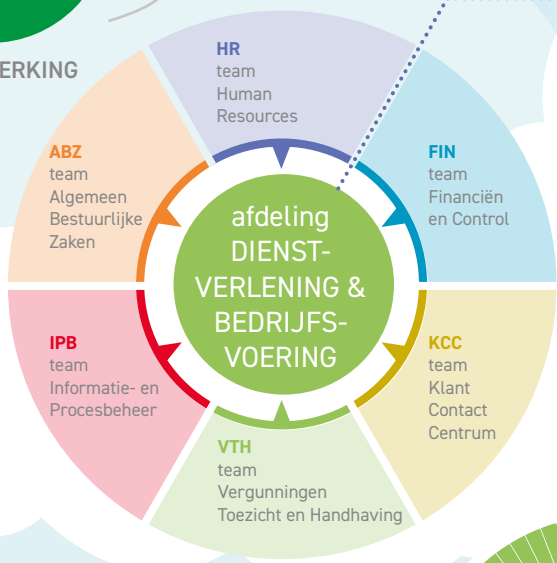 ERKING
HR
team
Human
Resources
FIN
team
Financiën
en Control
KCC
team
Klant
Contact
Centrum
VTH
team
Vergunningen
Toezicht en Handhaving
IPB
team
Informatie- en
Procesbeheer
ABZ
team
Algemeen
Bestuurlijke
Zaken
afdeling
DIENST-
VERLENING &
BEDRIJFS-
VOERING